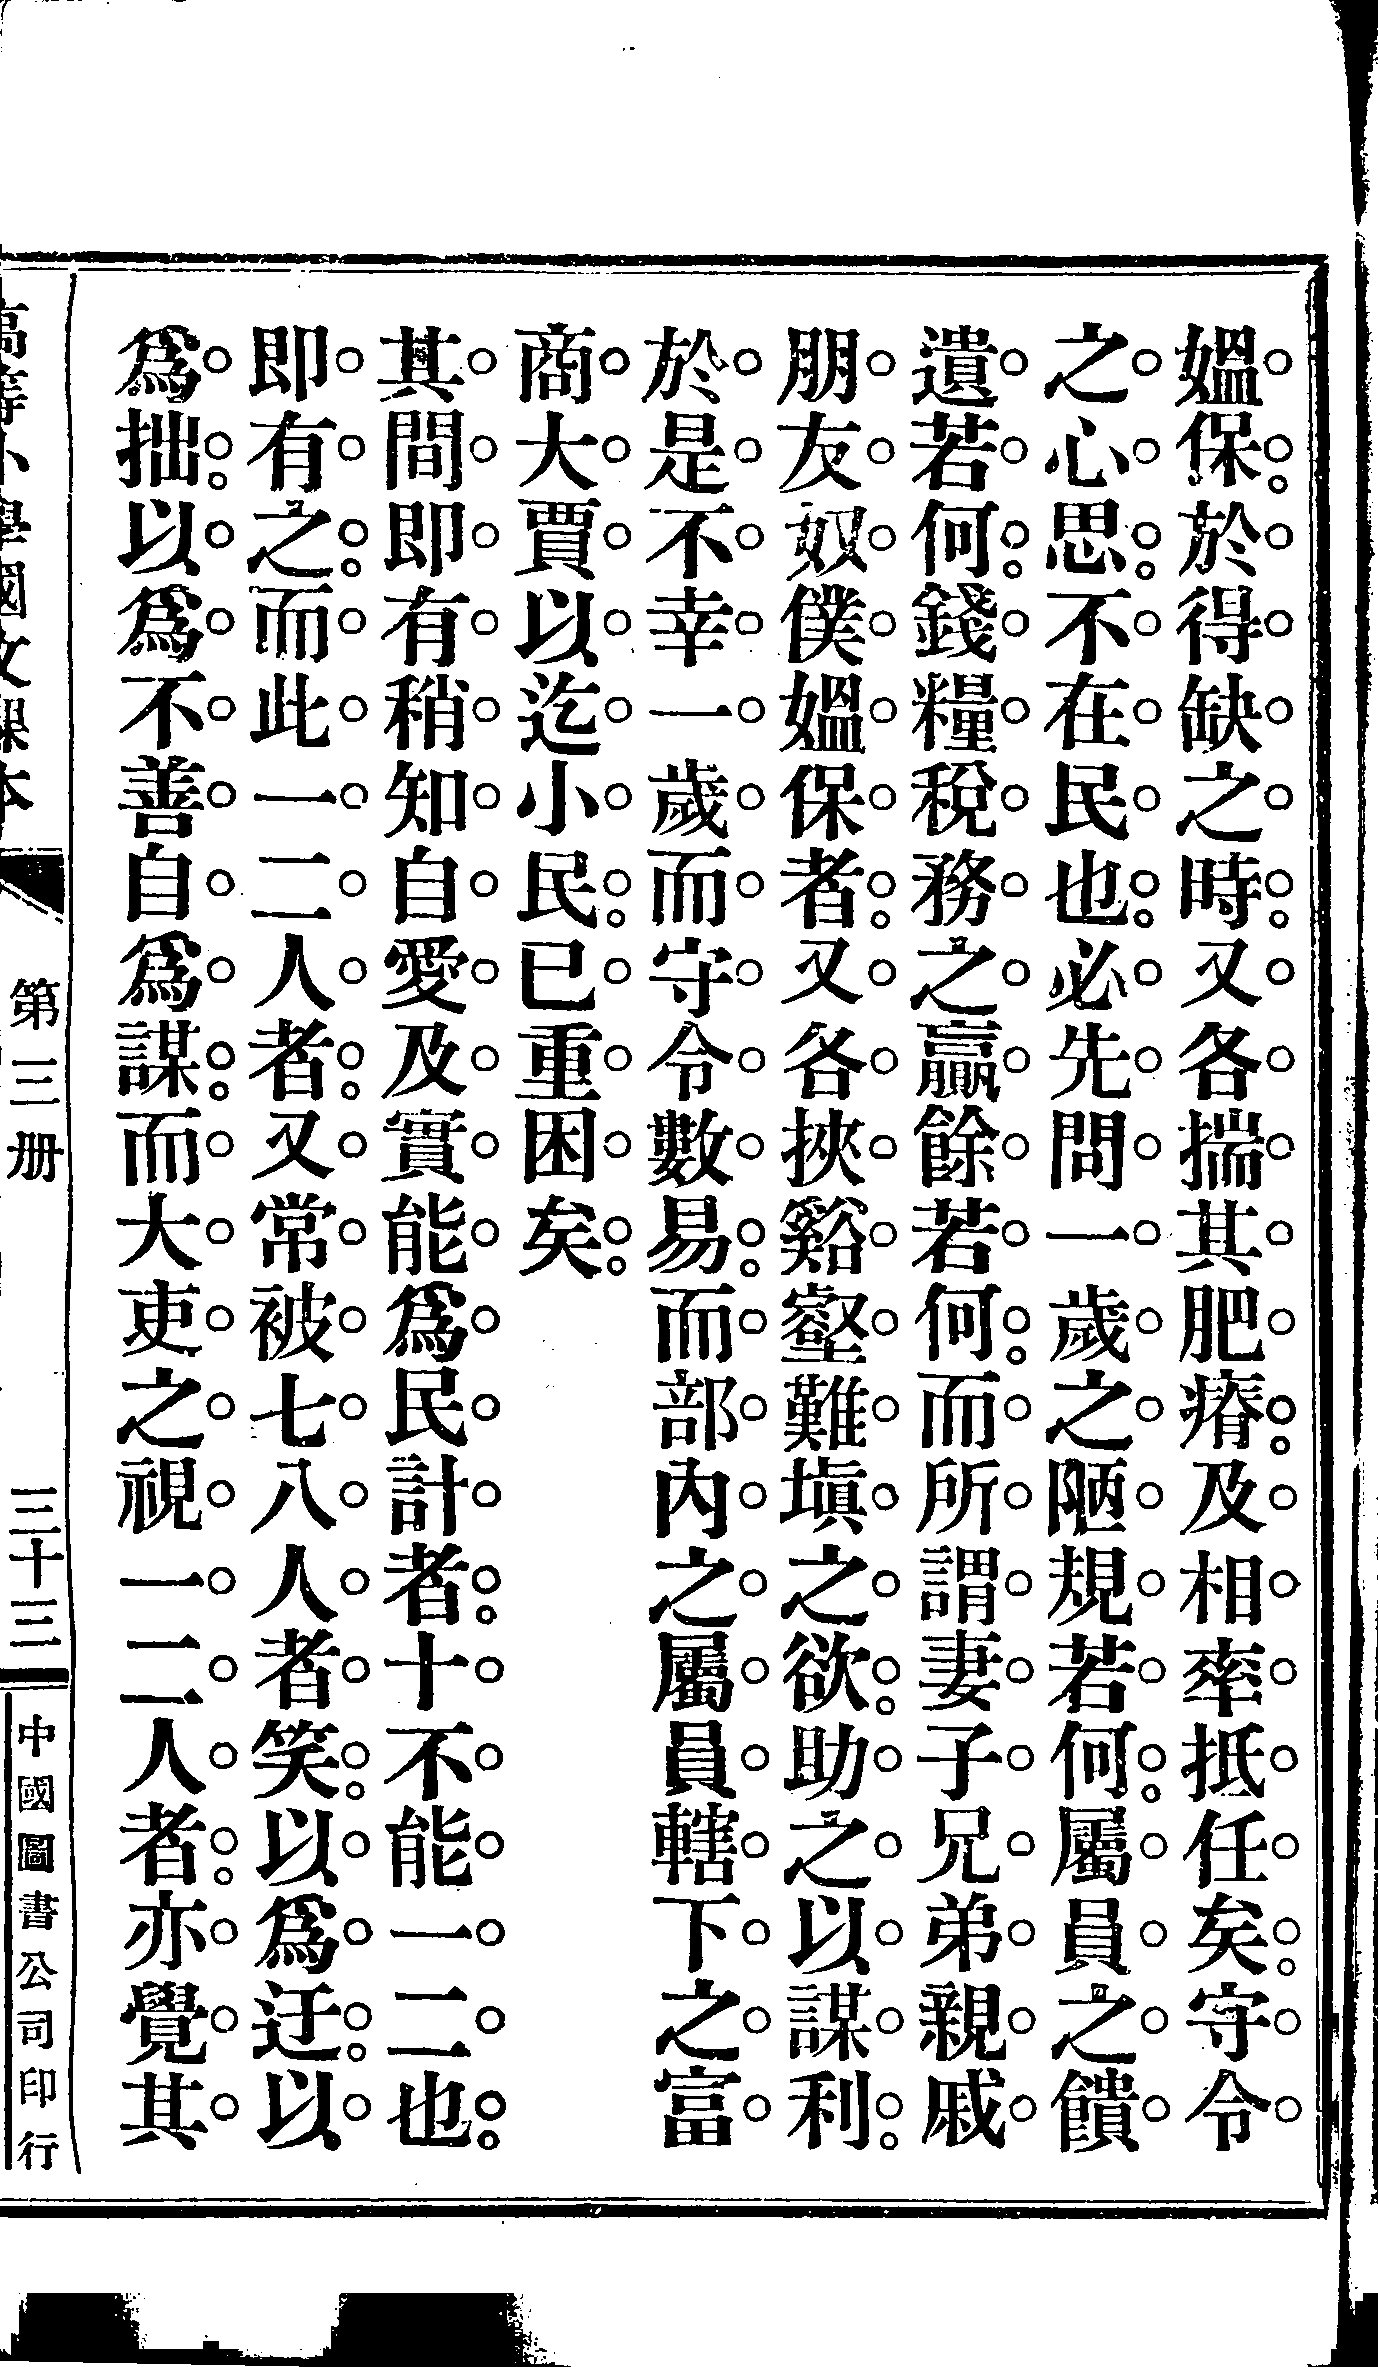 媼保於得缺之時又各揣其肥瘠及相率抵任矣守令
之心思不在民也必先問一歲之陋規若何屬員之饋
遺若何錢糧稅務之贏餘若何而所謂妻子兄弟親戚
朋友奴僕媼保者又各挾谿壑難塡之欲助之以謀利
於是不幸一歲而守令數易而部內之屬員轄下之富
商大賈以迄小民已重困矣
其間即有稍知自愛及實能爲民計者十不能一二也
即有之而此一二人者又常被七八人者笑以爲迂以
爲拙以爲不善自爲謀而大吏之視一二人者亦覺其
高等小學國文課本 第三册 三十三 中國圖書公司印行